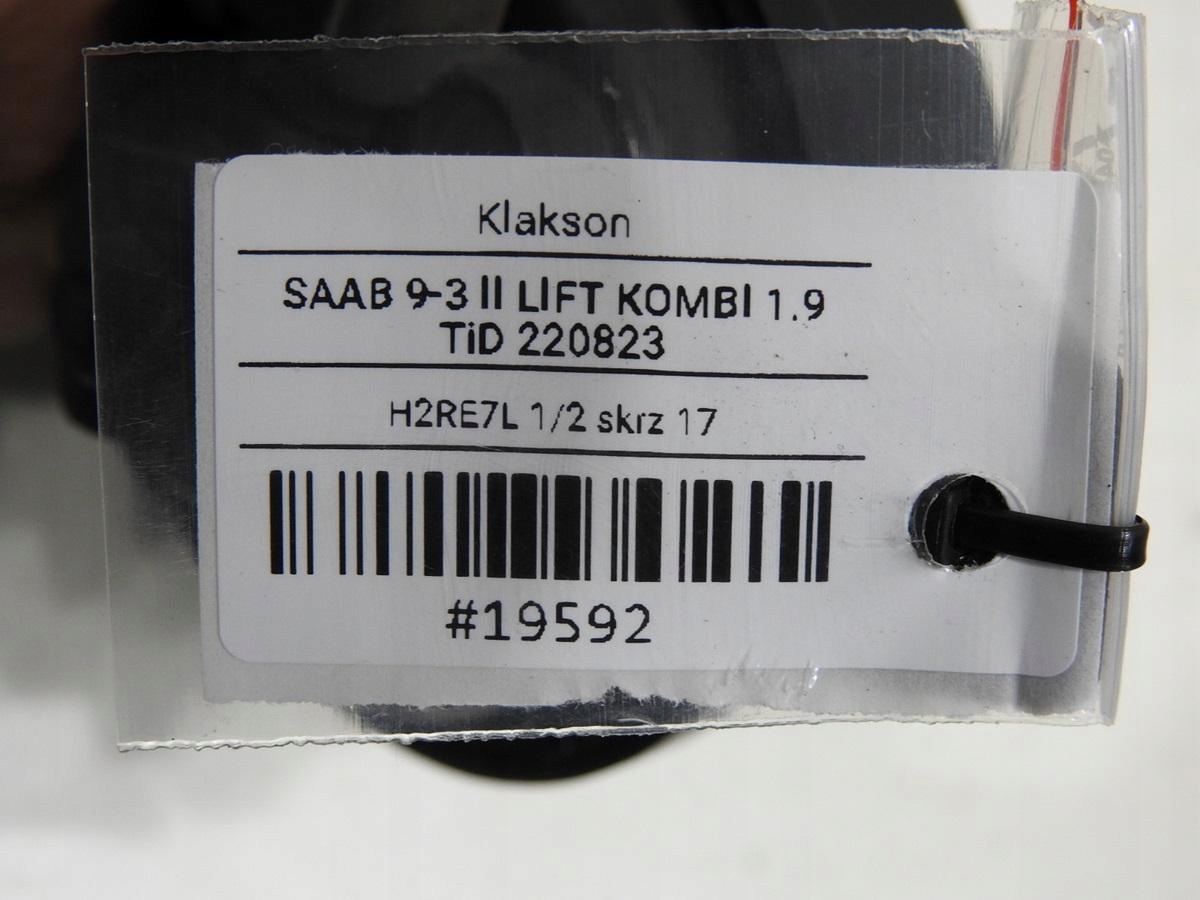 Klakson
SAAB 9-3 II LIFT KOMBI 1.9
TiD 220823
H2RE7L 1/2 skrz 17
#19592